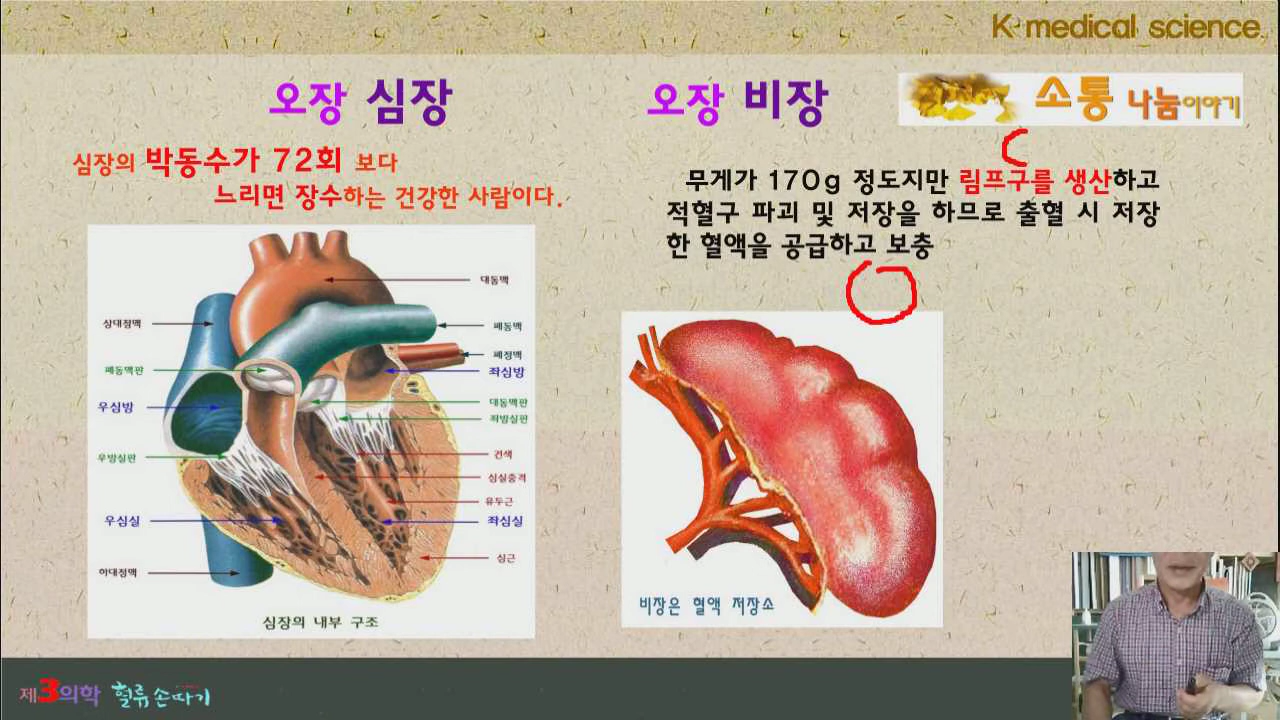 K medical science.
오장 심장
심장의 박동수가 72회 보다
느리면 장수하는 건강한 사람이다.
대동맥
상대정맥
폐동맥
폐정맥
폐동맥판
좌심방
우심방
대동맥판
좌방실판
우방실판
건색
심실중격
유두근
우심실
좌심실
심근
하대정맥
심장의 내부 구조
오장 비장
소통 나눔이야기
무게가 170g 정도지만 림프구를 생산하고
적혈구 파괴 및 저장을 하므로 출혈 시 저장
한 혈액을 공급하고 보충
비장은 혈액 저장소
제3의학 혈류손따기